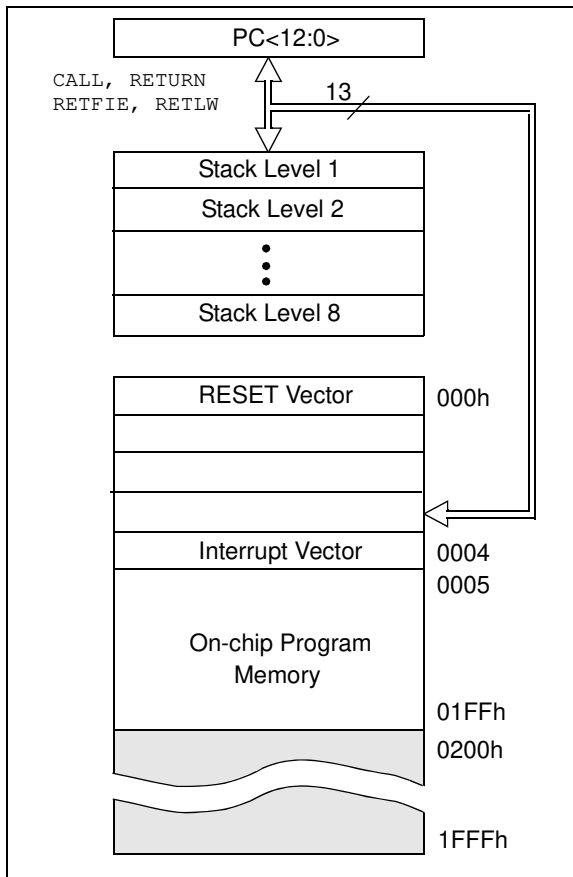 PC<12:0>
CALL, RETURN
RETFIE, RETLW
13
Stack Level 1
Stack Level 2
Stack Level 8
RESET Vector
000h
Interrupt Vector
0004
0005
On-chip Program
Memory
01FFh
0200h
1FFFh